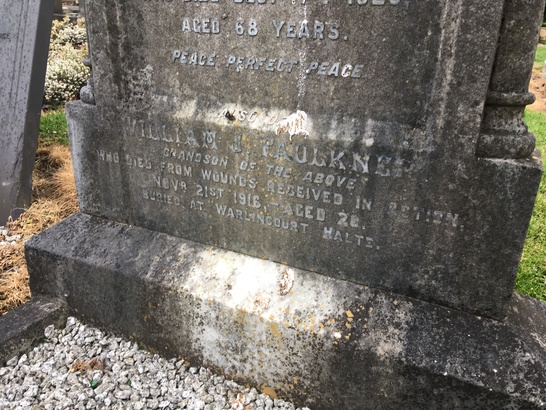 AGED 68 YEARS.
PEACE PERFECT PEACE
ALSO
WILLIAM J. FAULKNER
GRANDSON OF THE ABOVE
WHO DIED FROM WOUNDS RECEIVED IN ACTION.
NOVR 21ST 1916, AGED 20.
BURIED AT WARLINCOURT HALTE.